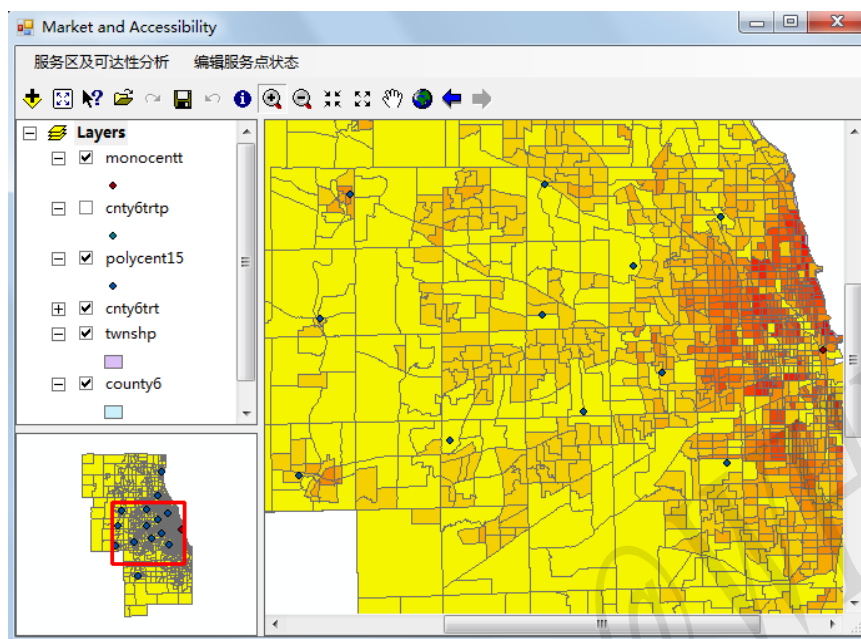 Market and Accessibility
服务区及可达性分析 编辑服务点状态
Layers
monocentt
cnty6trtp
polycent15
cnty6trt
twnshp
county6